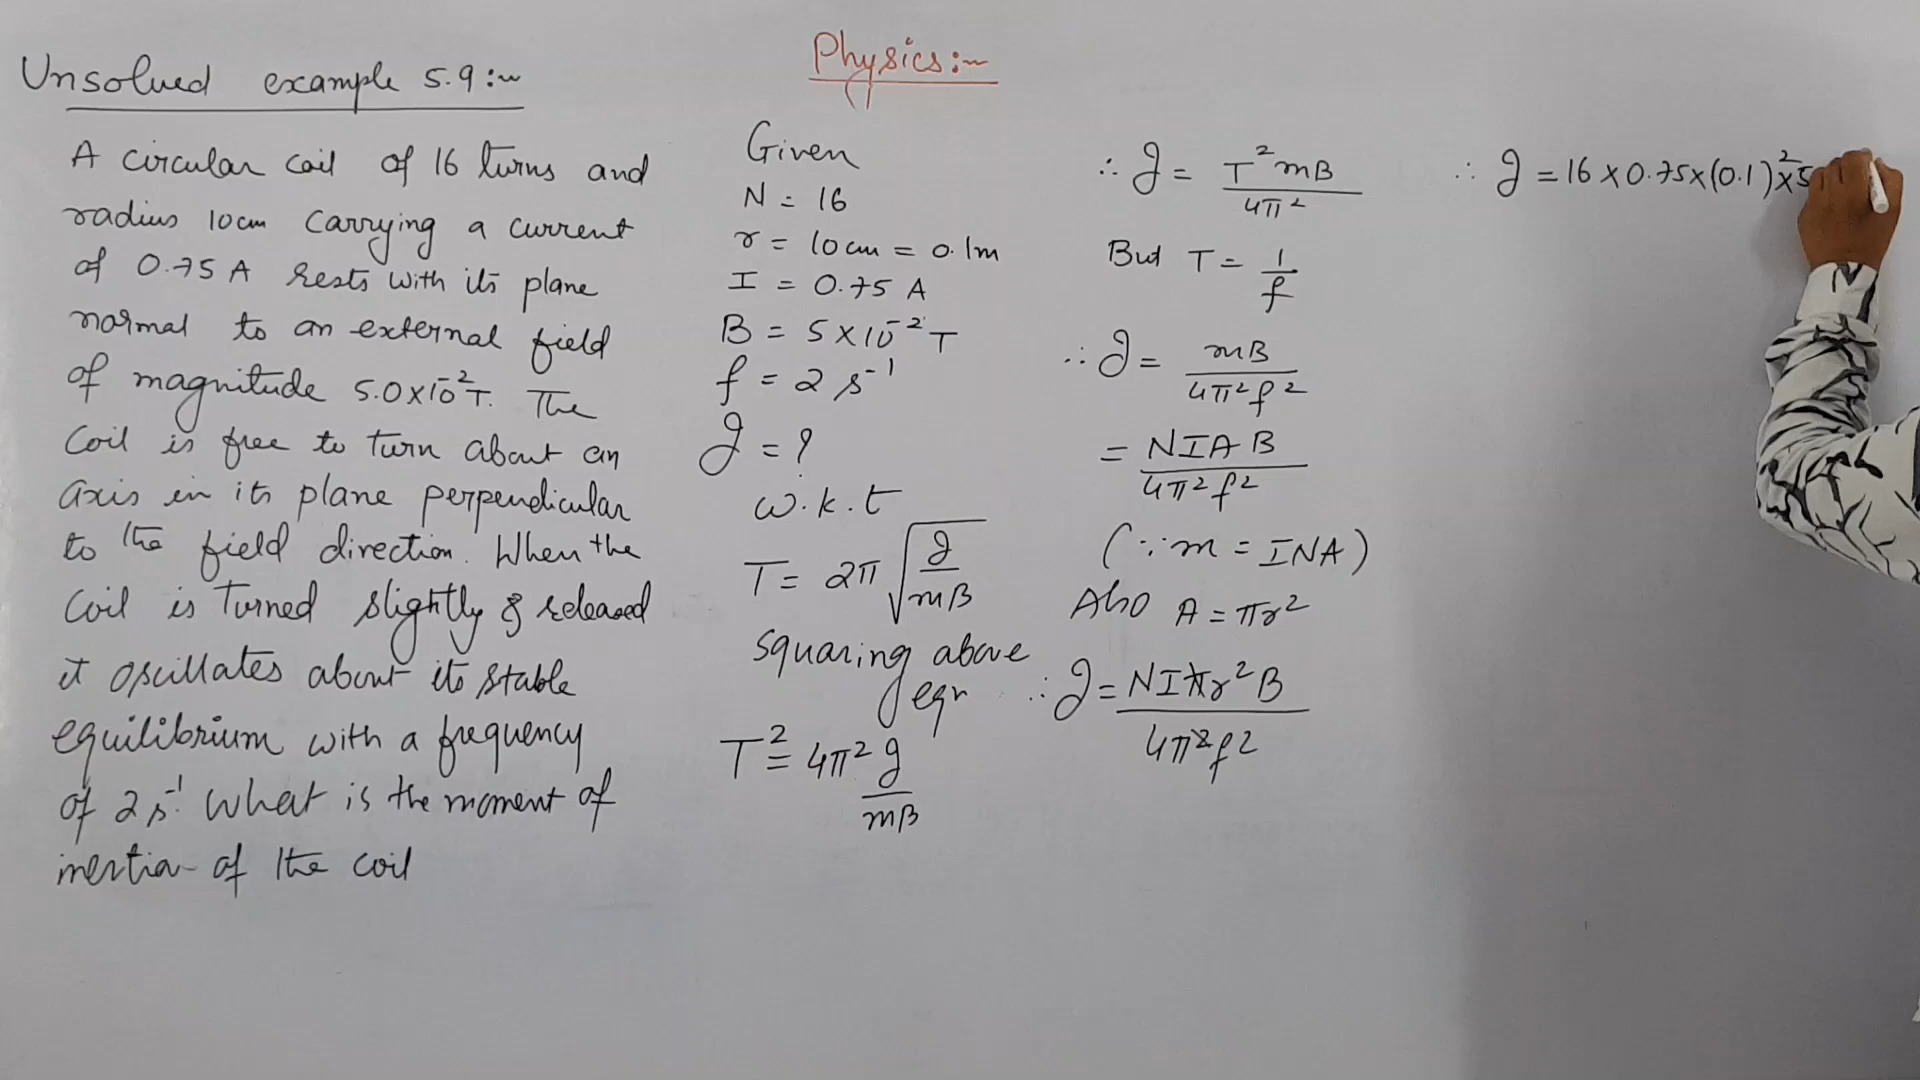 Physics:~
Unsolved example 5.9:~
A circular coil of 16 turns and
radius 10cm carrying a current
of 0.75 A rests with its plane
normal to an external field
of magnitude 5.0×10⁻²T. The
coil is free to turn about an
axis in its plane perpendicular
to the field direction. When the
coil is turned slightly & released
it oscillates about its stable
equilibrium with a frequency
of 2 s⁻¹. What is the moment of
inertia of the coil
Given
N = 16
r = 10 cm = 0.1m
I = 0.75 A
B = 5 × 10⁻² T
f = 2 s⁻¹
J = ?
w.k.t
T = 2π √(J/mB)
Squaring above
eqn
T² = 4π² J/mB
∴ J = T²mB/4π²
But T = 1/f
∴ J = mB/4π²f²
= NIAB/4π²f²
(∵ m = INA)
Also A = πr²
∴ J = NIπr²B/4π²f²
∴ J = 16 × 0.75 × (0.1)² × 5